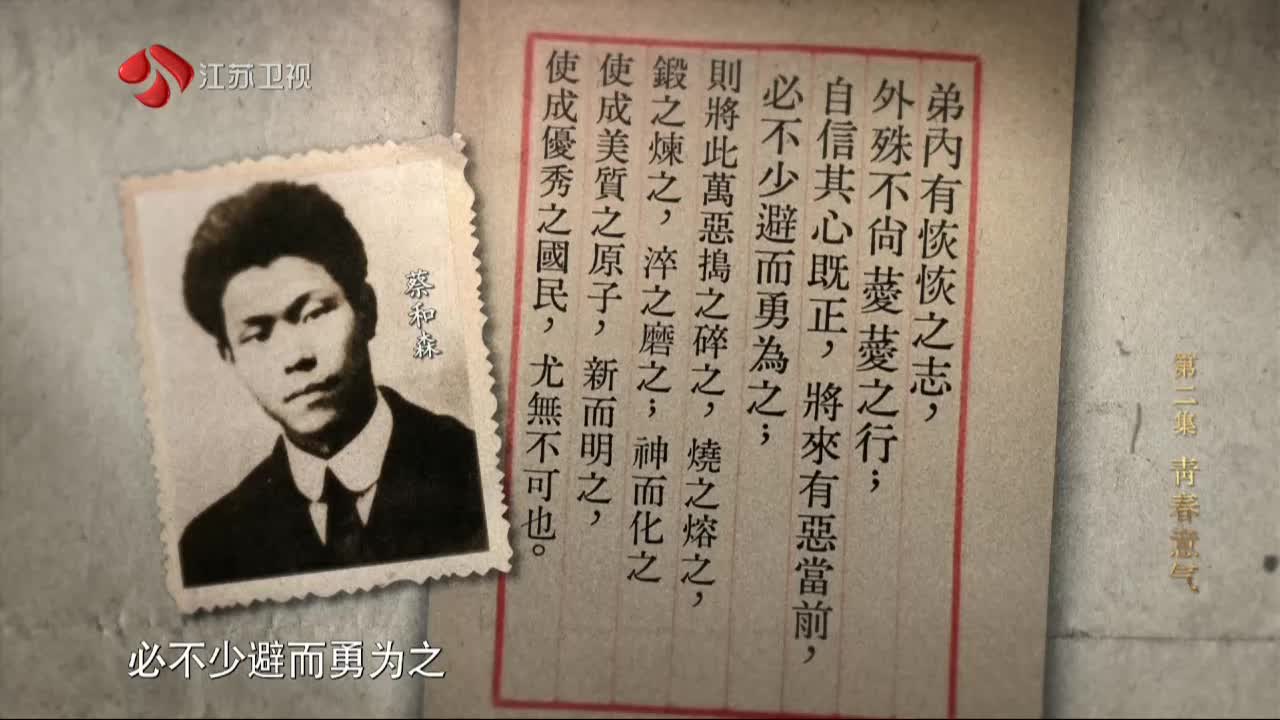 江苏卫视
蔡和森
弟內有恢恢之志，
外殊不尙薆薆之行；
自信其心既正，將來有惡當前，
必不少避而勇為之；
則將此萬惡搗之碎之，燒之熔之，
鍛之煉之，淬之磨之；神而化之
使成美質之原子，新而明之，
使成優秀之國民，尤無不可也。
第二集 青春意气
必不少避而勇为之